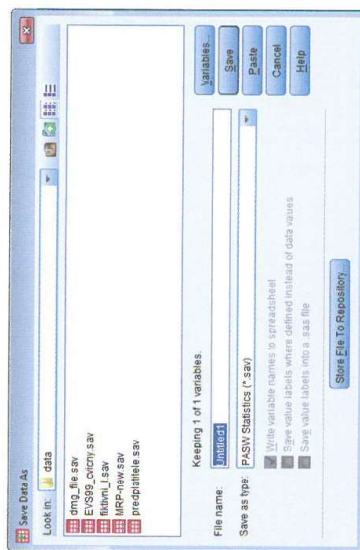 Save Data As
Look in: data
dmg_file.sav
EVS99_cvicny.sav
fiktivni_I.sav
MRP-new.sav
predplatitele.sav
Keeping 1 of 1 variables.
Variables...
File name: Untitled1
Save
Save as type: PASW Statistics (*.sav)
Paste
Write variable names to spreadsheet
Cancel
Save value labels where defined instead of data values
Help
Save value labels into a .sas file
Store File To Repository